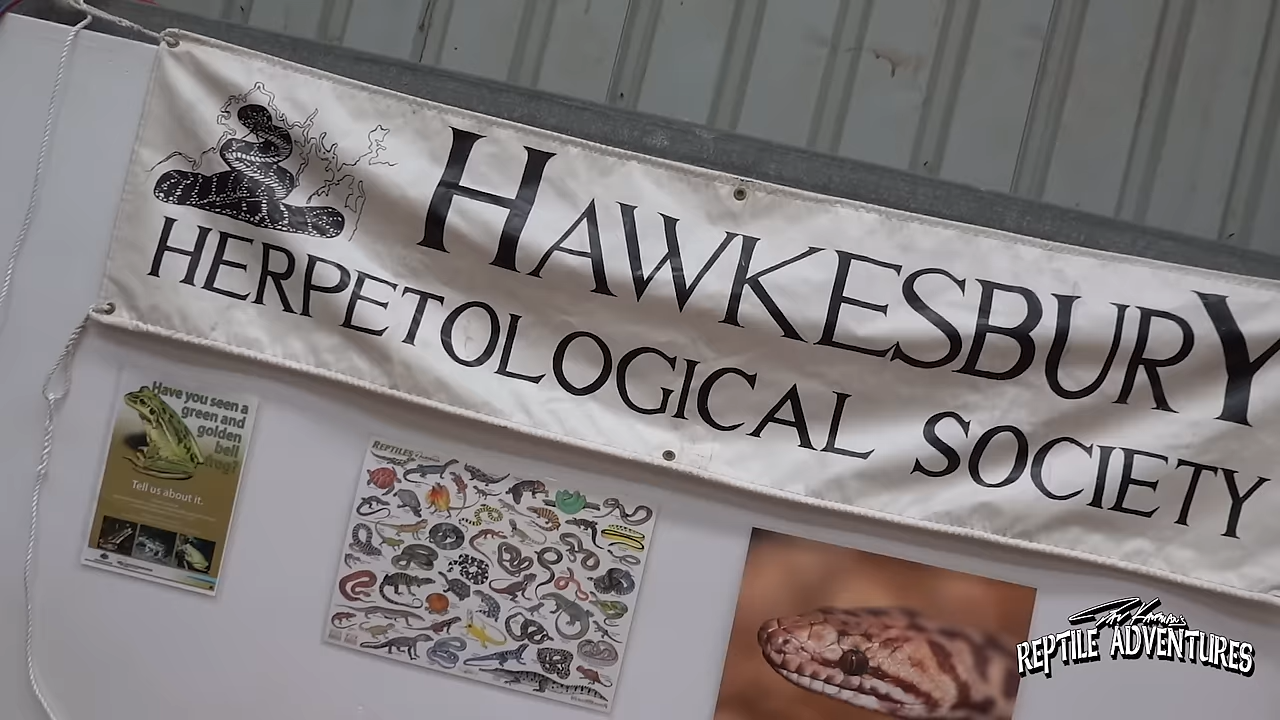 HAWKESBURY
HERPETOLOGICAL SOCIETY
Have you seen a
green and
golden
bell
frog?
Tell us about it.
REPTILES
REPTILE ADVENTURES